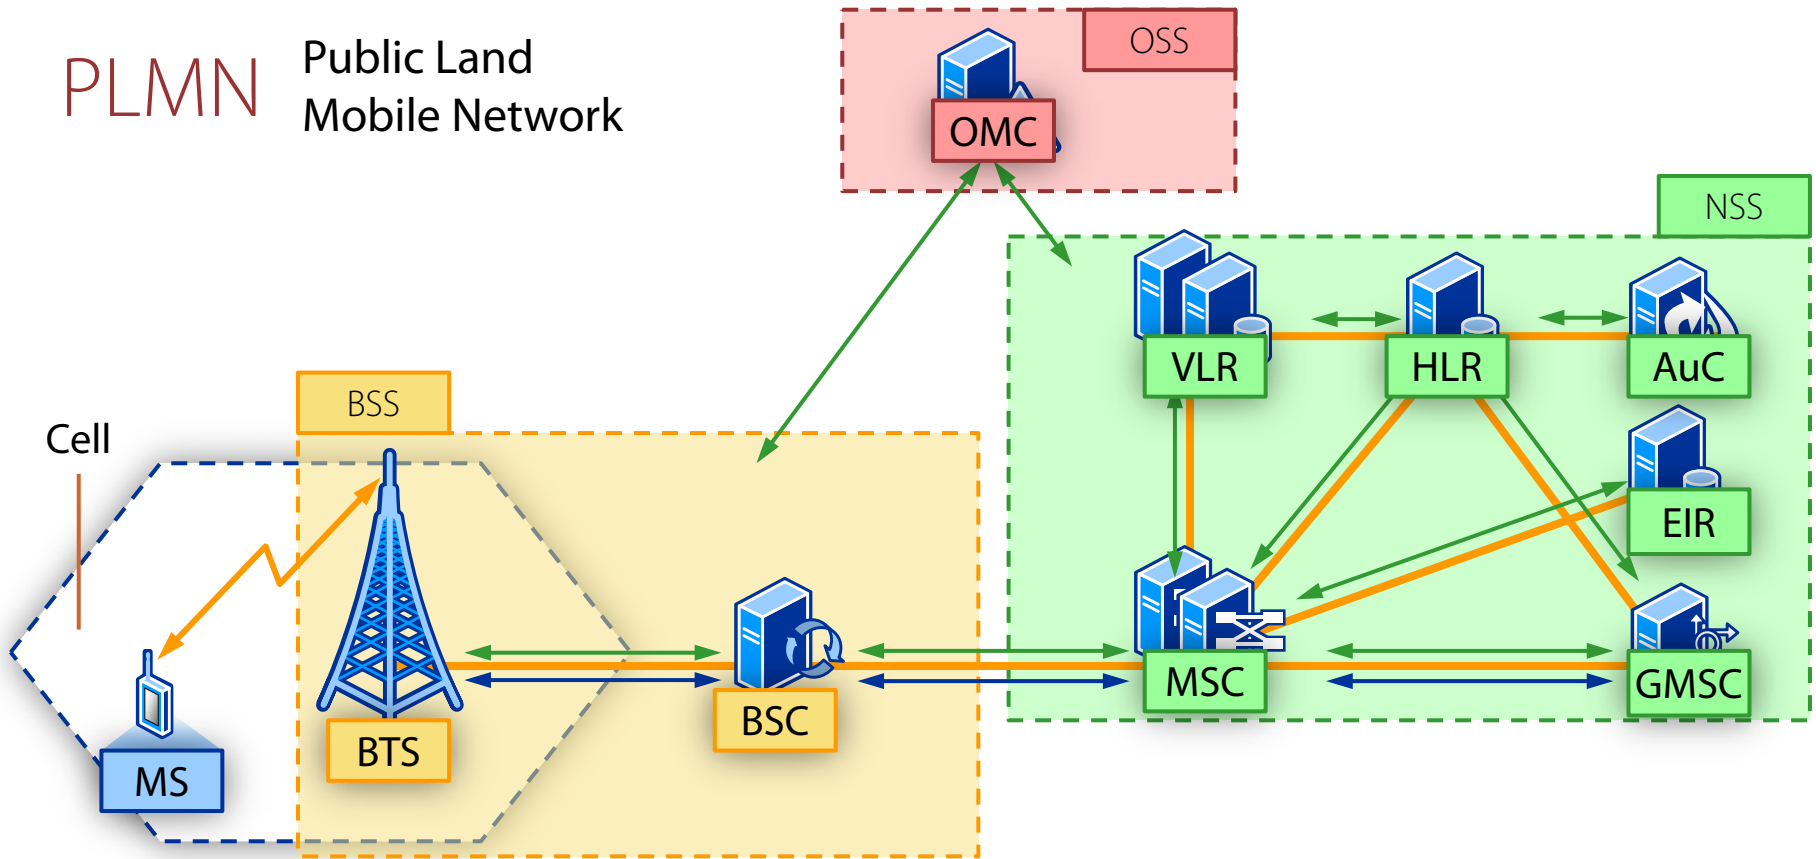 PLMN
Public Land
Mobile Network
OSS
OMC
NSS
VLR
HLR
AuC
BSS
Cell
EIR
MSC
GMSC
BSC
BTS
MS